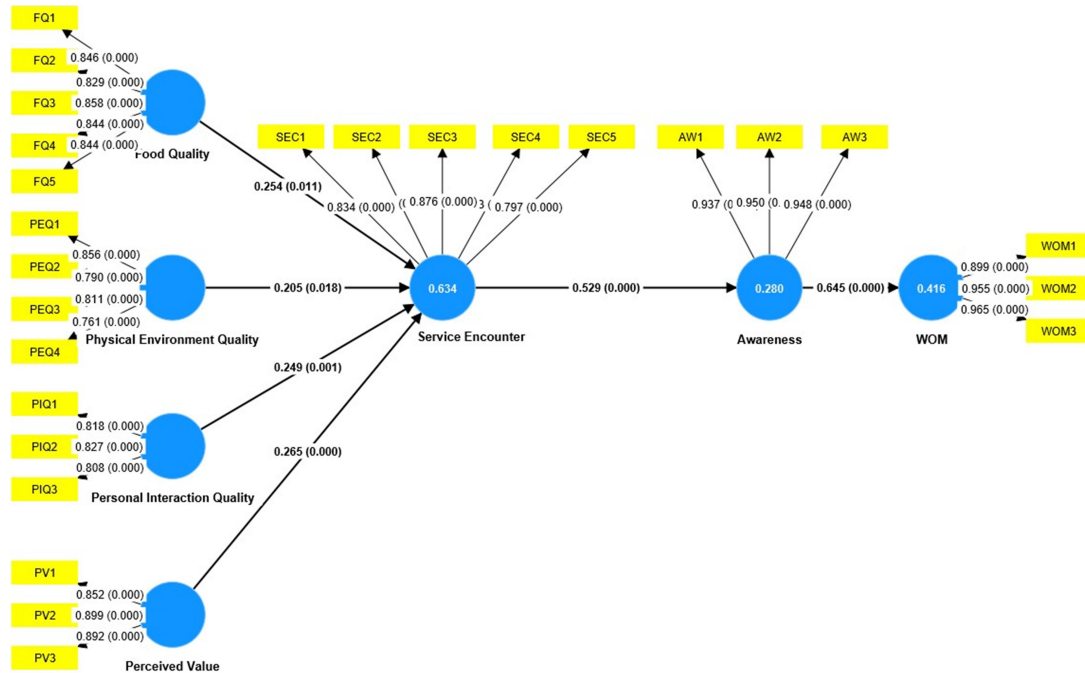 FQ1
0.846 (0.000)
FQ2
0.829 (0.000)
FQ3
0.858 (0.000)
0.844 (0.000)
FQ4
0.844 (0.000)
Food Quality
FQ5
SEC1
SEC2
SEC3
SEC4
SEC5
AW1
AW2
AW3
0.254 (0.011)
0.834 (0.000)
0.876 (0.000)
0.797 (0.000)
0.937
0.950
0.948 (0.000)
PEQ1
0.856 (0.000)
PEQ2
0.790 (0.000)
PEQ3
0.811 (0.000)
0.761 (0.000)
PEQ4
Physical Environment Quality
0.205 (0.018)
0.634
Service Encounter
0.529 (0.000)
0.280
Awareness
0.645 (0.000)
0.416
WOM
WOM1
0.899 (0.000)
WOM2
0.955 (0.000)
0.965 (0.000)
WOM3
0.249 (0.001)
PIQ1
0.818 (0.000)
PIQ2
0.827 (0.000)
0.808 (0.000)
PIQ3
Personal Interaction Quality
0.265 (0.000)
PV1
0.852 (0.000)
PV2
0.899 (0.000)
0.892 (0.000)
PV3
Perceived Value